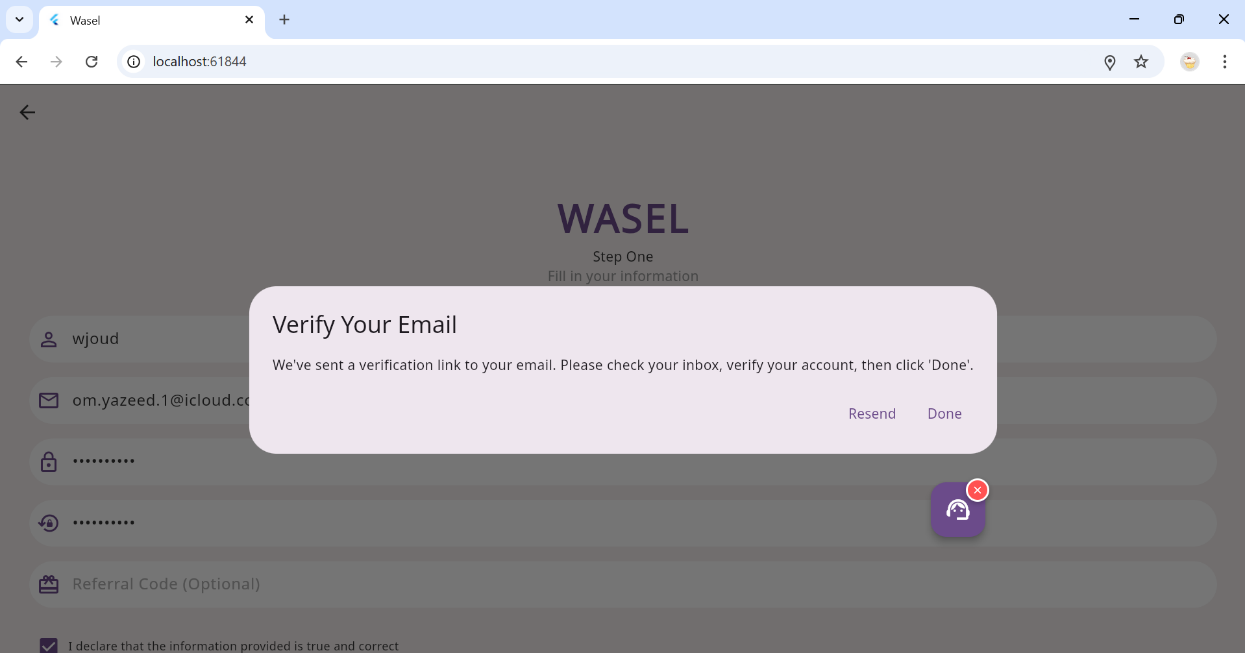 Wasel
localhost:61844
WASEL
Step One
Fill in your information
wjoud
om.yazeed.1@icloud.co
Verify Your Email
We've sent a verification link to your email. Please check your inbox, verify your account, then click 'Done'.
Resend
Done
••••••••••
••••••••••
Referral Code (Optional)
I declare that the information provided is true and correct